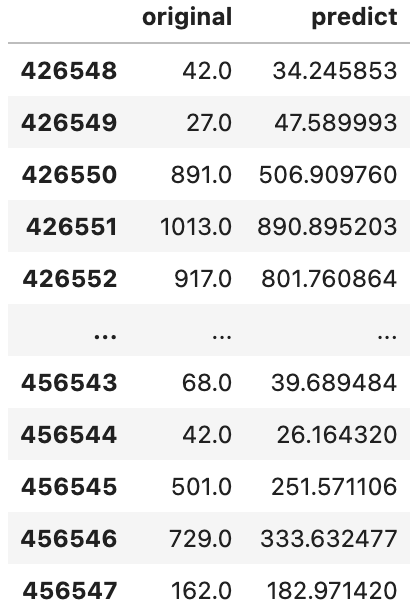 original predict
426548 42.0 34.245853
426549 27.0 47.589993
426550 891.0 506.909760
426551 1013.0 890.895203
426552 917.0 801.760864
... ... ...
456543 68.0 39.689484
456544 42.0 26.164320
456545 501.0 251.571106
456546 729.0 333.632477
456547 162.0 182.971420